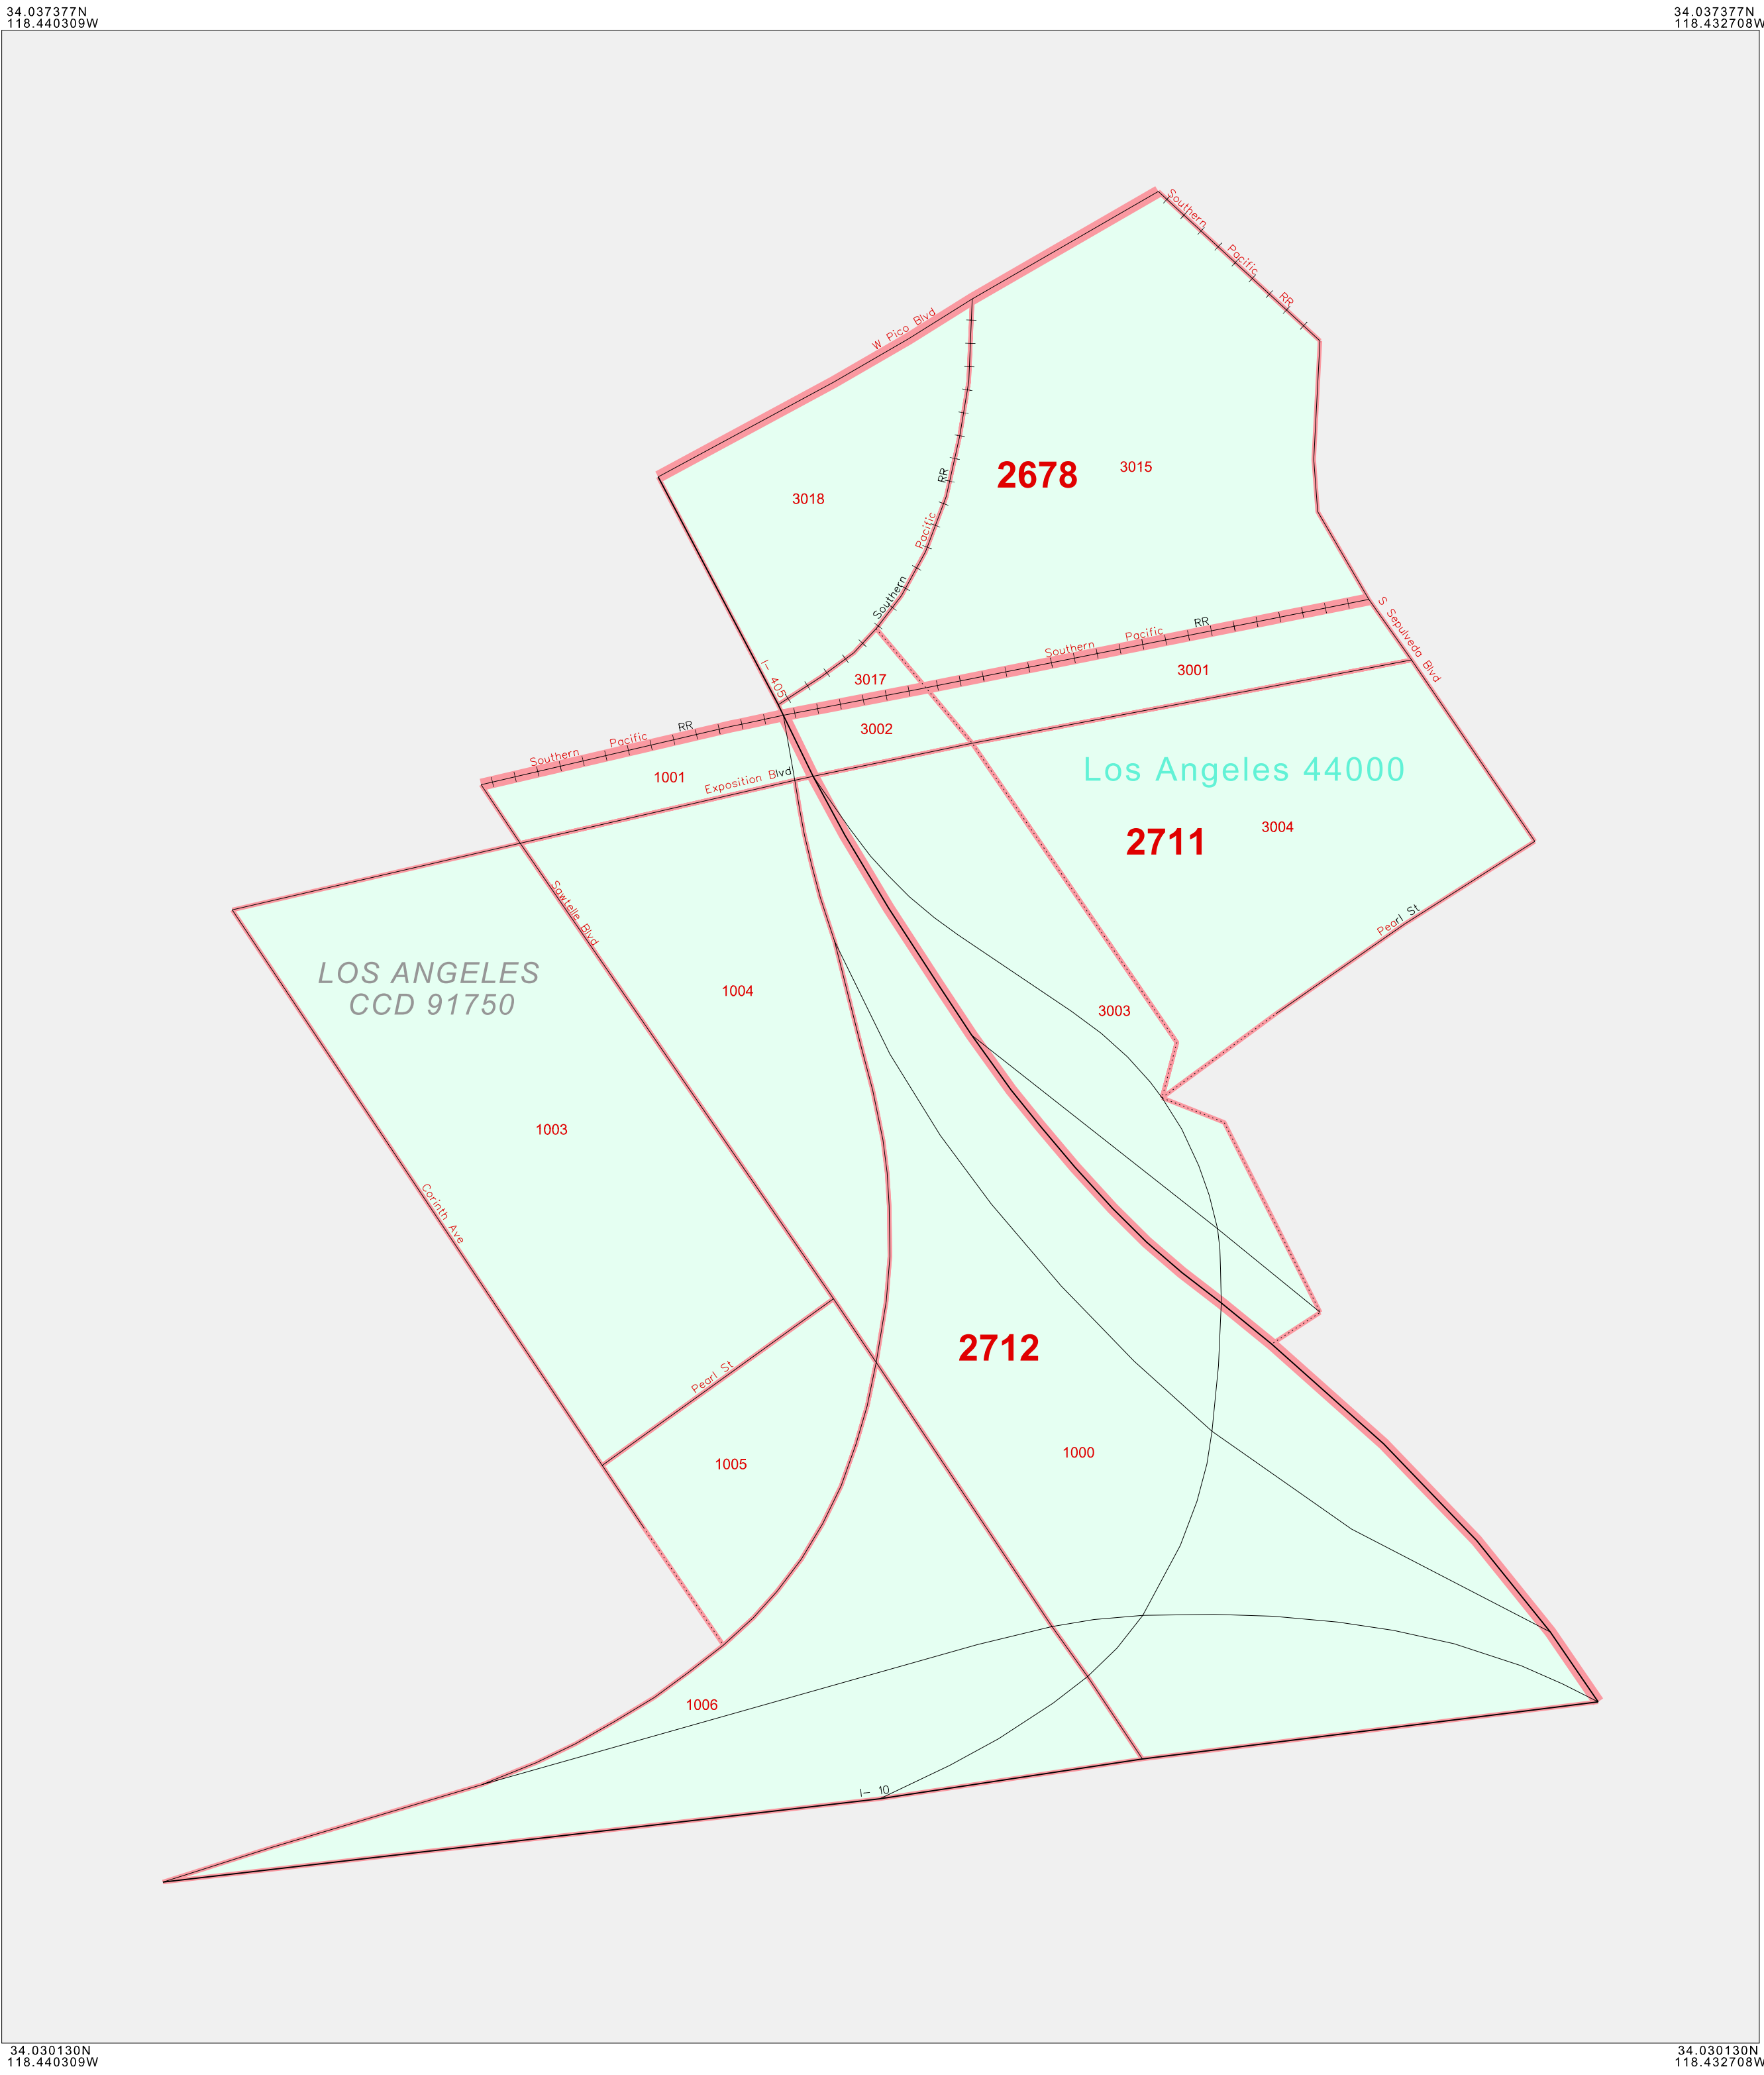 34.037377N
118.440309W
34.037377N
118.432708W
Southern Pacific RR
W Pico Blvd
2678
3015
3018
Southern Pacific RR
S Sepulveda Blvd
Southern Pacific RR
I- 405
3017
3001
3002
Southern Pacific RR
1001
Exposition Blvd
Los Angeles 44000
3004
2711
Sawtelle Blvd
Pearl St
LOS ANGELES
CCD 91750
1004
3003
1003
Corinth Ave
2712
Pearl St
1005
1000
1006
I- 10
34.030130N
118.440309W
34.030130N
118.432708W